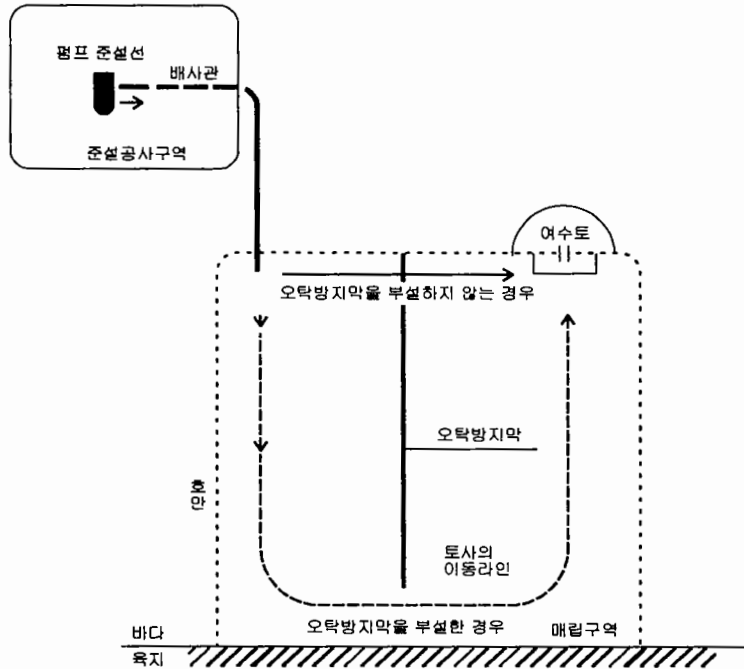 펌프 준설선
배사관
준설공사구역
여수토
오탁방지막을 부설하지 않는 경우
오탁방지막
호안
토사의
이동라인
오탁방지막을 부설한 경우
매립구역
바다
육지